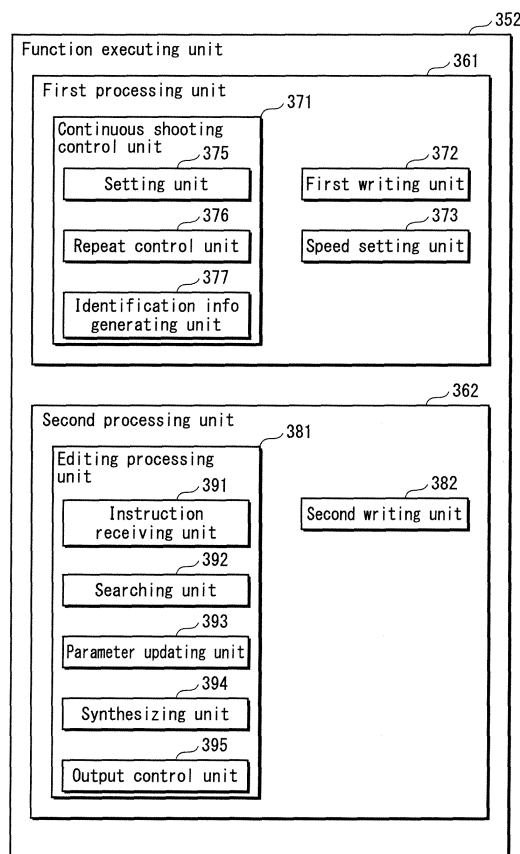 352
Function executing unit
361
First processing unit
371
Continuous shooting
control unit
375
Setting unit
372
First writing unit
376
Repeat control unit
373
Speed setting unit
377
Identification info
generating unit
362
Second processing unit
381
Editing processing
unit
391
Instruction
receiving unit
382
Second writing unit
392
Searching unit
393
Parameter updating unit
394
Synthesizing unit
395
Output control unit